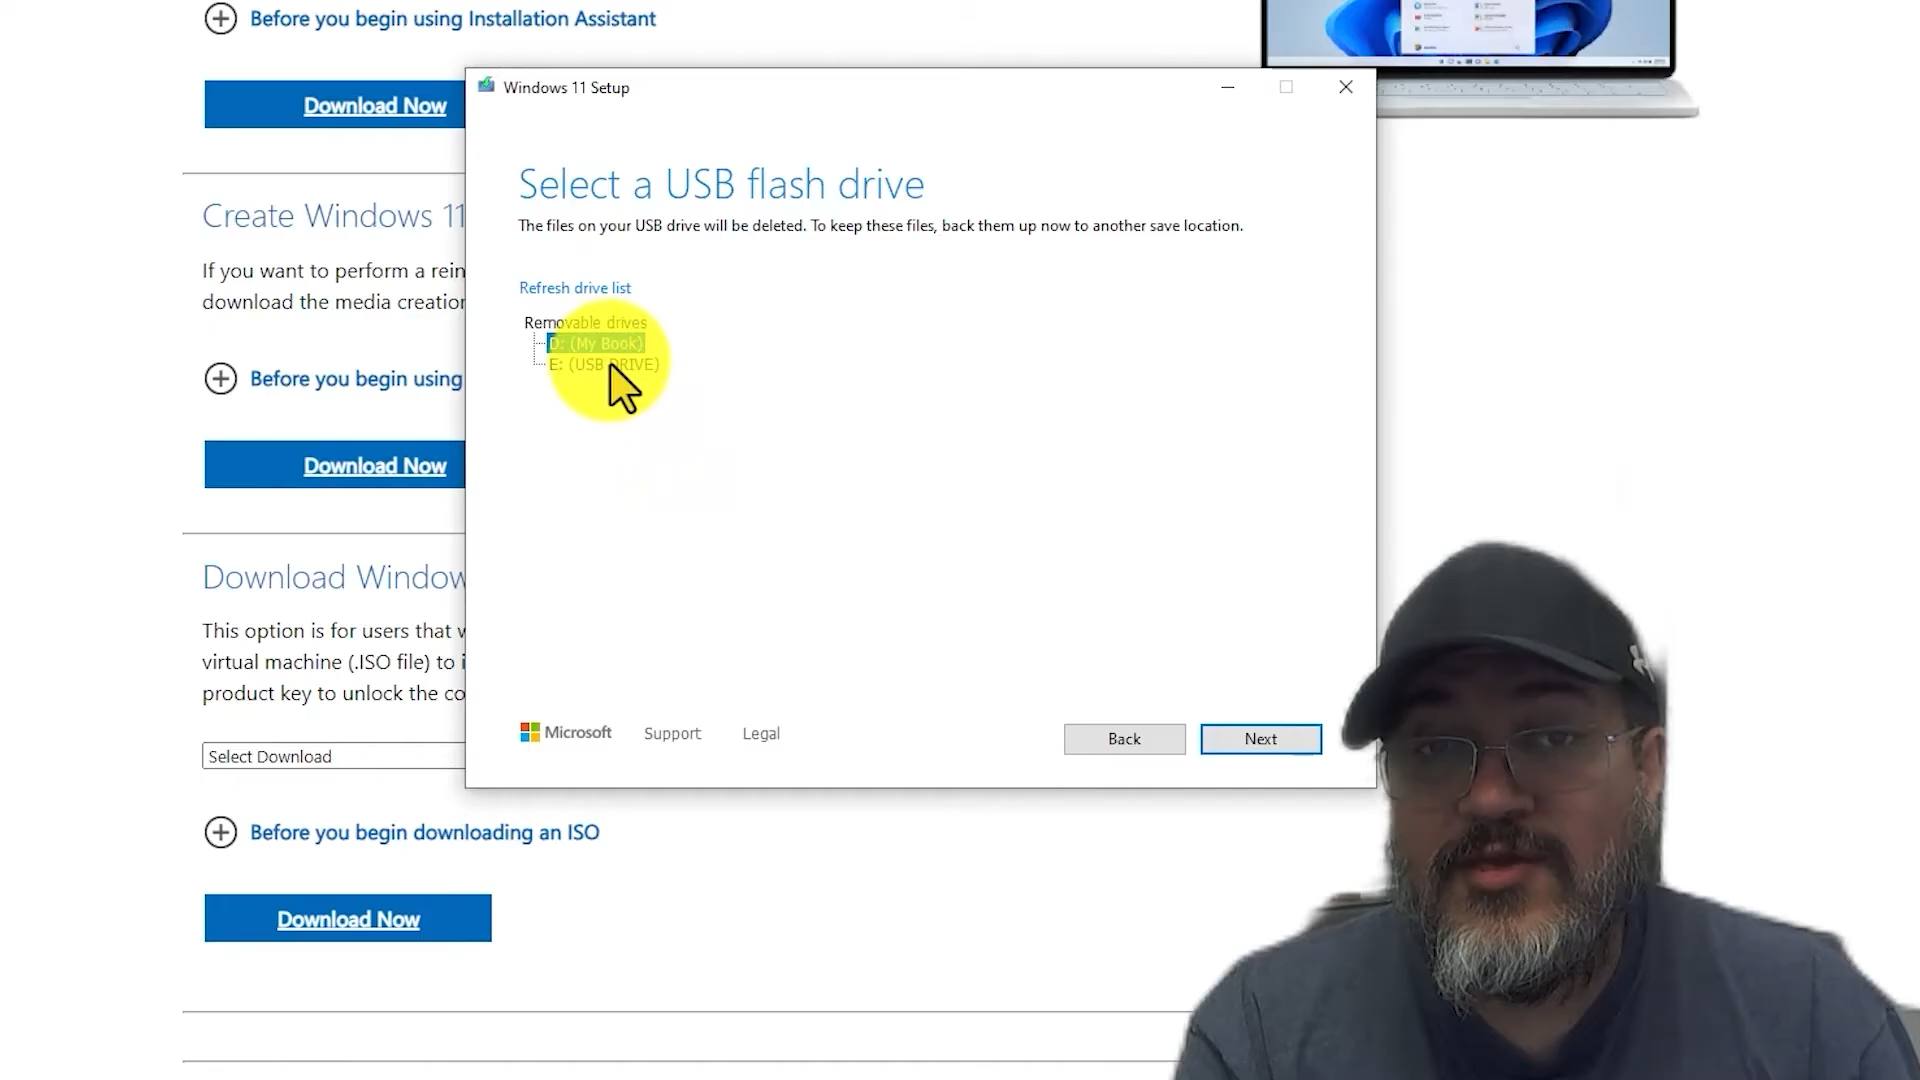 Before you begin using Installation Assistant
Download Now
Windows 11 Setup
Select a USB flash drive
The files on your USB drive will be deleted. To keep these files, back them up now to another save location.
Refresh drive list
Removable drives
D: (My Book)
E: (USB DRIVE)
Microsoft
Support
Legal
Back
Next
Create Windows 11
If you want to perform a rein
download the media creation
Before you begin using
Download Now
Download Window
This option is for users that w
virtual machine (.ISO file) to i
product key to unlock the co
Select Download
Before you begin downloading an ISO
Download Now